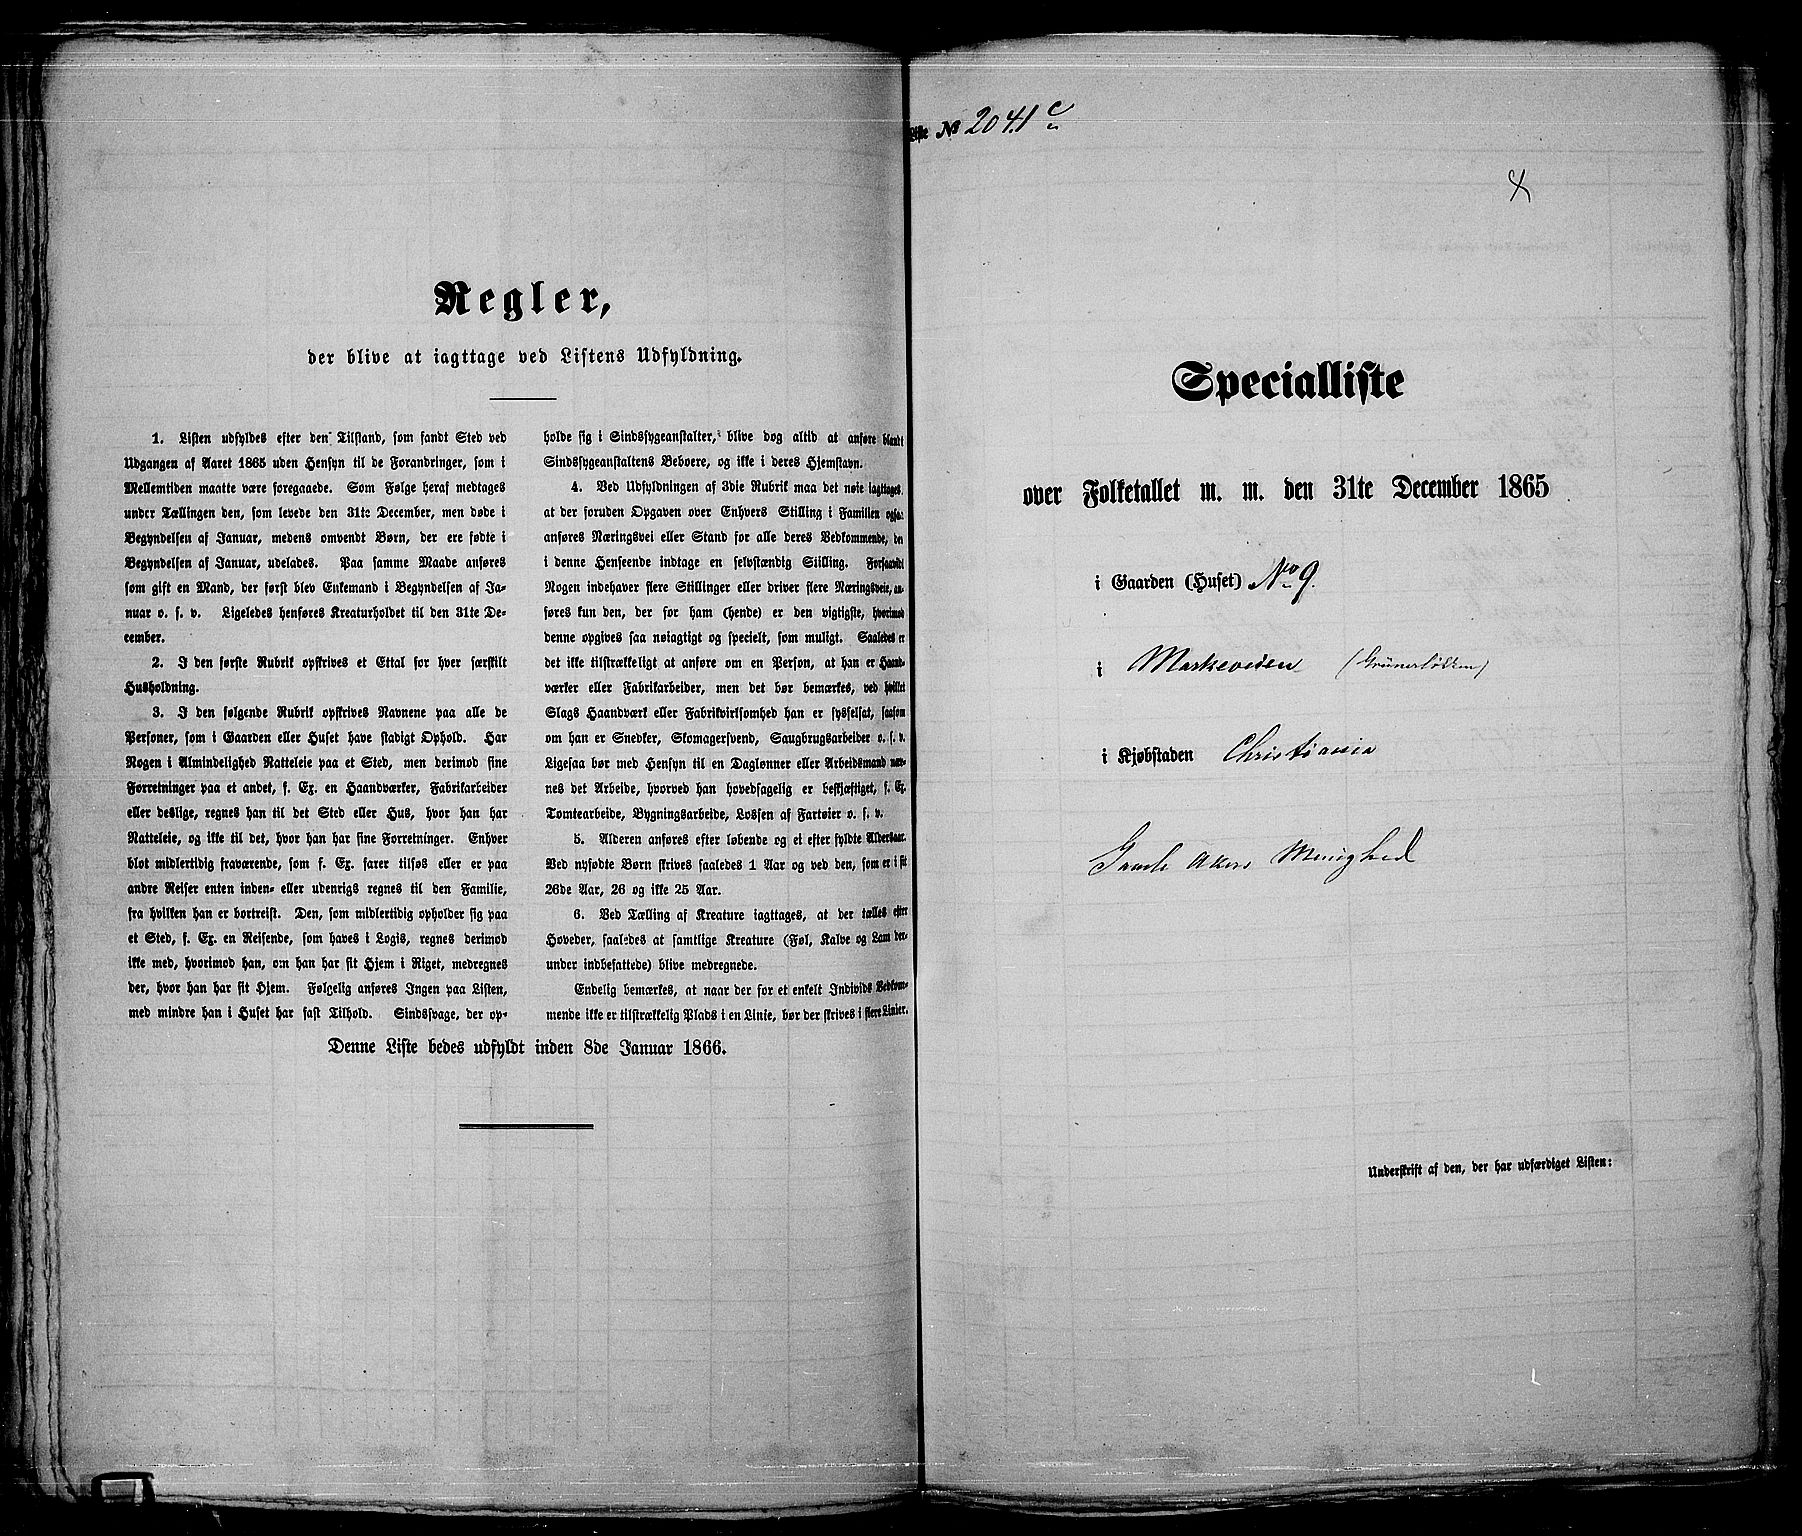 Regler,
der blive at iagttage ved Listens Udfyldning.
1. Listen udfyldes efter den Tilstand, som fandt Sted ved
Udgangen af Aaret 1865 uden Hensyn til de Forandringer, som i
Mellemtiden maatte være foregaaede. Som Følge heraf medtages
under Tællingen den, som levede den 31te December, men døde i
Begyndelsen af Januar, medens omvendt Børn, der ere fødte i
Begyndelsen af Januar, udelades. Paa samme Maade anføres
som gift en Mand, der først blev Enkemand i Begyndelsen af Ja-
nuar o. s. v. Ligeledes henføres Kreaturholdet til den 31te De-
cember.
2. I den første Rubrik opskrives et Ettal for hver særskilt
Husholdning.
3. I den følgende Rubrik opskrives Navnene paa alle de
Personer, som i Gaarden eller Huset have stadigt Ophold. Har
Nogen i Almindelighed Natteleie paa et Sted, men derimod sine
Forretninger paa et andet, f. Ex. en Haandværker, Fabrikarbeider
eller deslige, regnes han til det Sted eller Hus, hvor han har
Natteleie, og ikke til det, hvor han har sine Forretninger. Enhver
blot midlertidig fraværende, som f. Ex. farer tilsøs eller er paa
andre Reiser enten inden- eller udenrigs regnes til den Familie,
fra hvilken han er bortreist. Den, som midlertidig opholder sig paa
et Sted, f. Ex. en Reisende, som haves i Logis, regnes derimod
ikke med, hvorimod han, om han har sit Hjem i Riget, medregnes
der, hvor han har sit Hjem. Følgelig anføres Ingen paa Listen,
med mindre han i Huset har fast Tilhold. Sindssvage, der op-
holde sig i Sindssygeanstalter, blive dog altid at anføre blandt
Sindssygeanstaltens Beboere, og ikke i deres Hjemstavn.
4. Ved Udfyldningen af 3die Rubrik maa det nøie iagttages,
at der foruden Opgaven over Enhvers Stilling i Familien ogsaa
anføres Næringsvei eller Stand for alle deres Vedkommende, der
i denne Henseende indtage en selvstændig Stilling. Forsaavidt
Nogen indehaver flere Stillinger eller driver flere Næringsveie, an-
føres kun den, der for ham (hende) er den vigtigste, hvorimod
denne opgives saa nøiagtigt og specielt, som muligt. Saaledes er
det ikke tilstrækkeligt at anføre om en Person, at han er Haand-
værker eller Fabrikarbeider, men det bør bemærkes, ved hvilket
Slags Haandværk eller Fabrikvirksomhed han er sysselsat, saasom
om han er Snedker, Skomagersvend, Saugbrugsarbeider o. s. v.
Ligesaa bør med Hensyn til en Daglønner eller Arbeidsmand næv-
nes det Arbeide, hvorved han hovedsagelig er beskjæftiget, f. Ex.
Tomtearbeide, Bygningsarbeide, Lossen af Fartøier o. s. v.
5. Alderen anføres efter løbende og et efter fyldte Aldersaar.
Ved nysødte Børn skrives saaledes 1 Aar og ved den, som er i sit
26de Aar, 26 og ikke 25 Aar.
6. Ved Tælling af Kreature iagttages, at der tælles efter
Hoveder, saaledes at samtlige Kreature (Føl, Kalve og Lam der-
under indbefattede) blive medregnede.
Endelig bemærkes, at naar der for et enkelt Individs Vedkom-
mende ikke er tilstrækkelig Plads i en Linie, bør der skrives i flere Linier.
Denne Liste bedes udfyldt inden 8de Januar 1866.
Liste № 2041 c
Specialliste
over Folketallet m. m. den 31te December 1865
i Gaarden (Huset) No 9.
i Markeveien (Grünerløkken)
i Kjøbstaden Christiania
Gamle Akers Menighed
Underskrift af den, der har udfærdiget Listen: